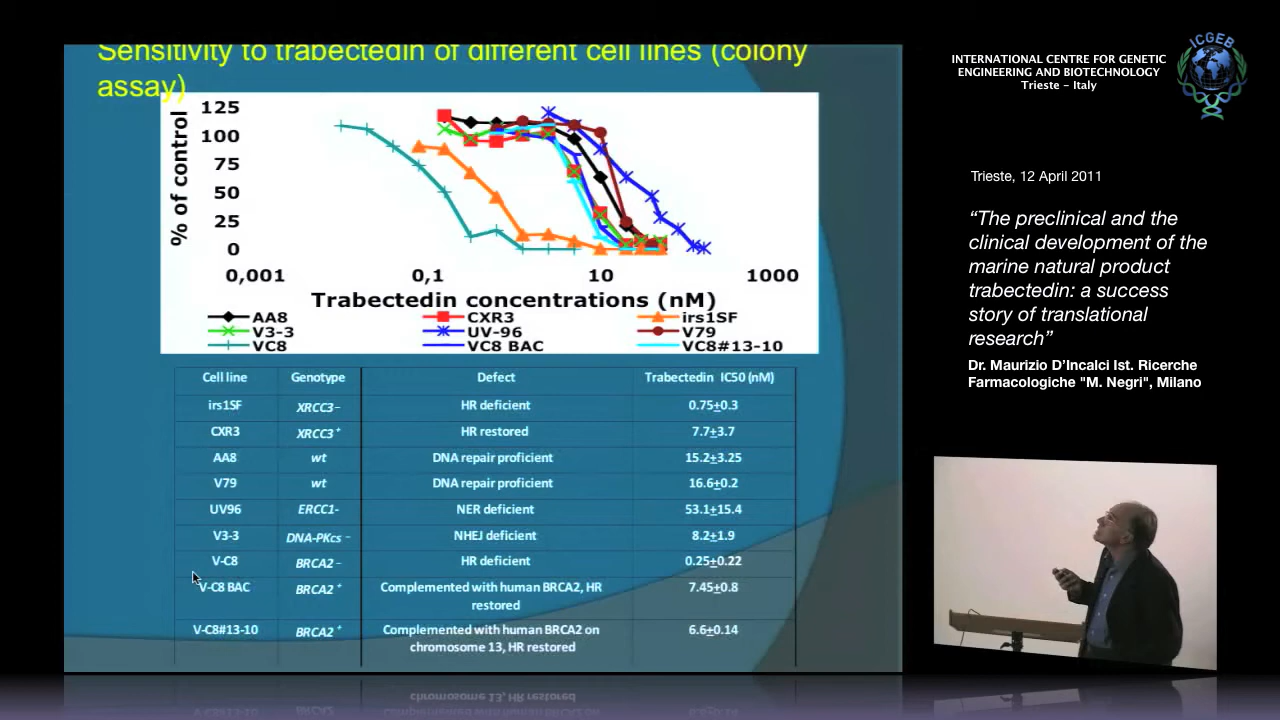 Sensitivity to trabectedin of different cell lines (colony
assay)
% of control
125
100
75
50
25
0
0,001 0,1 10 1000
Trabectedin concentrations (nM)
AA8 CXR3 irs1SF
V3-3 UV-96 V79
VC8 VC8 BAC VC8#13-10
Cell line Genotype Defect Trabectedin IC50 (nM)
irs1SF XRCC3- HR deficient 0.75±0.3
CXR3 XRCC3+ HR restored 7.7±3.7
AA8 wt DNA repair proficient 15.2±3.25
V79 wt DNA repair proficient 16.6±0.2
UV96 ERCC1- NER deficient 53.1±15.4
V3-3 DNA-PKcs - NHEJ deficient 8.2±1.9
V-C8 BRCA2 - HR deficient 0.25±0.22
V-C8 BAC BRCA2 + Complemented with human BRCA2, HR 7.45±0.8
restored
V-C8#13-10 BRCA2 + Complemented with human BRCA2 on 6.6±0.14
chromosome 13, HR restored
INTERNATIONAL CENTRE FOR GENETIC
ENGINEERING AND BIOTECHNOLOGY
Trieste - Italy
ICGEB
Trieste, 12 April 2011
“The preclinical and the
clinical development of the
marine natural product
trabectedin: a success
story of translational
research”
Dr. Maurizio D’Incalci Ist. Ricerche
Farmacologiche "M. Negri", Milano